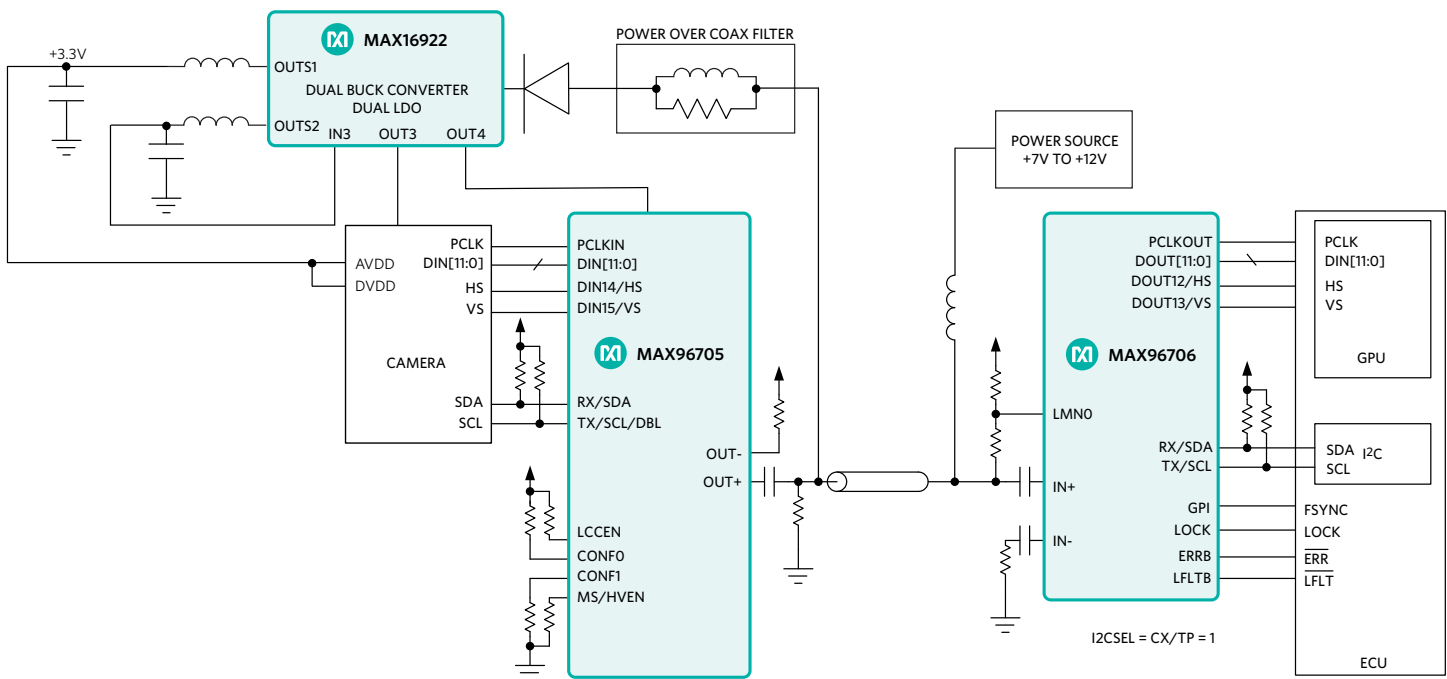 +3.3V
MAX16922
DUAL BUCK CONVERTER
DUAL LDO
OUTS1
OUTS2
IN3
OUT3
OUT4
POWER OVER COAX FILTER
POWER SOURCE
+7V TO +12V
AVDD
DVDD
PCLK
DIN[11:0]
HS
VS
CAMERA
SDA
SCL
PCLKIN
DIN[11:0]
DIN14/HS
DIN15/VS
MAX96705
RX/SDA
TX/SCL/DBL
OUT-
OUT+
LCCEN
CONF0
CONF1
MS/HVEN
PCLKOUT
DOUT[11:0]
DOUT12/HS
DOUT13/VS
MAX96706
LMN0
RX/SDA
TX/SCL
IN+
GPI
LOCK
IN-
ERRB
LFLTB
I2CSEL = CX/TP = 1
PCLK
DIN[11:0]
HS
VS
GPU
SDA
I²C
SCL
FSYNC
LOCK
ERR
LFLT
ECU